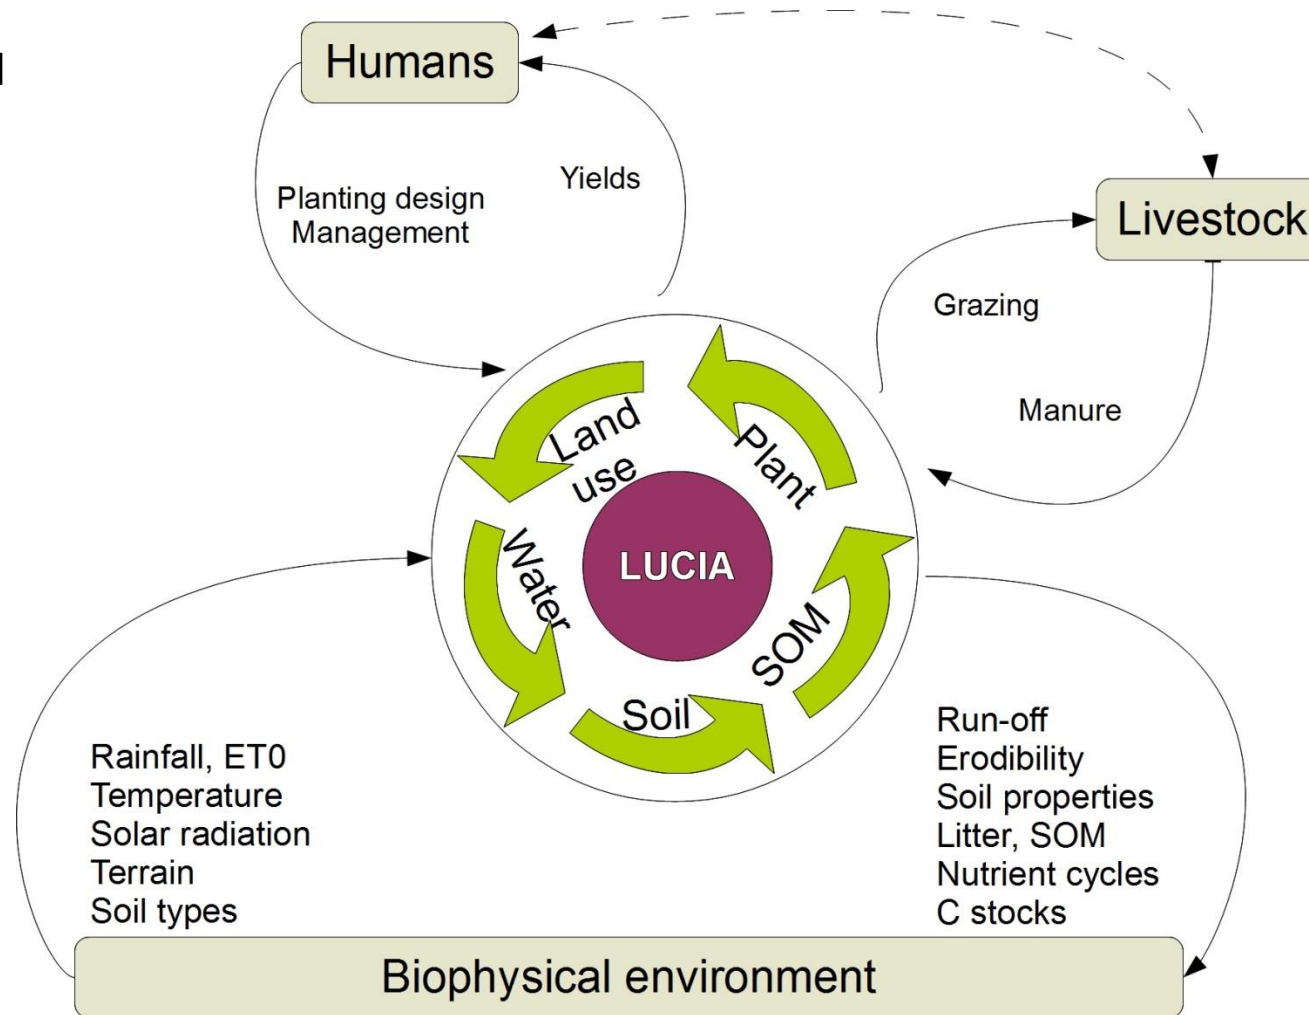 Humans
Yields
Planting design
Management
Livestock
Grazing
Manure
Land
use
Plant
Water
LUCIA
SOM
Soil
Rainfall, ET0
Temperature
Solar radiation
Terrain
Soil types
Run-off
Erodibility
Soil properties
Litter, SOM
Nutrient cycles
C stocks
Biophysical environment